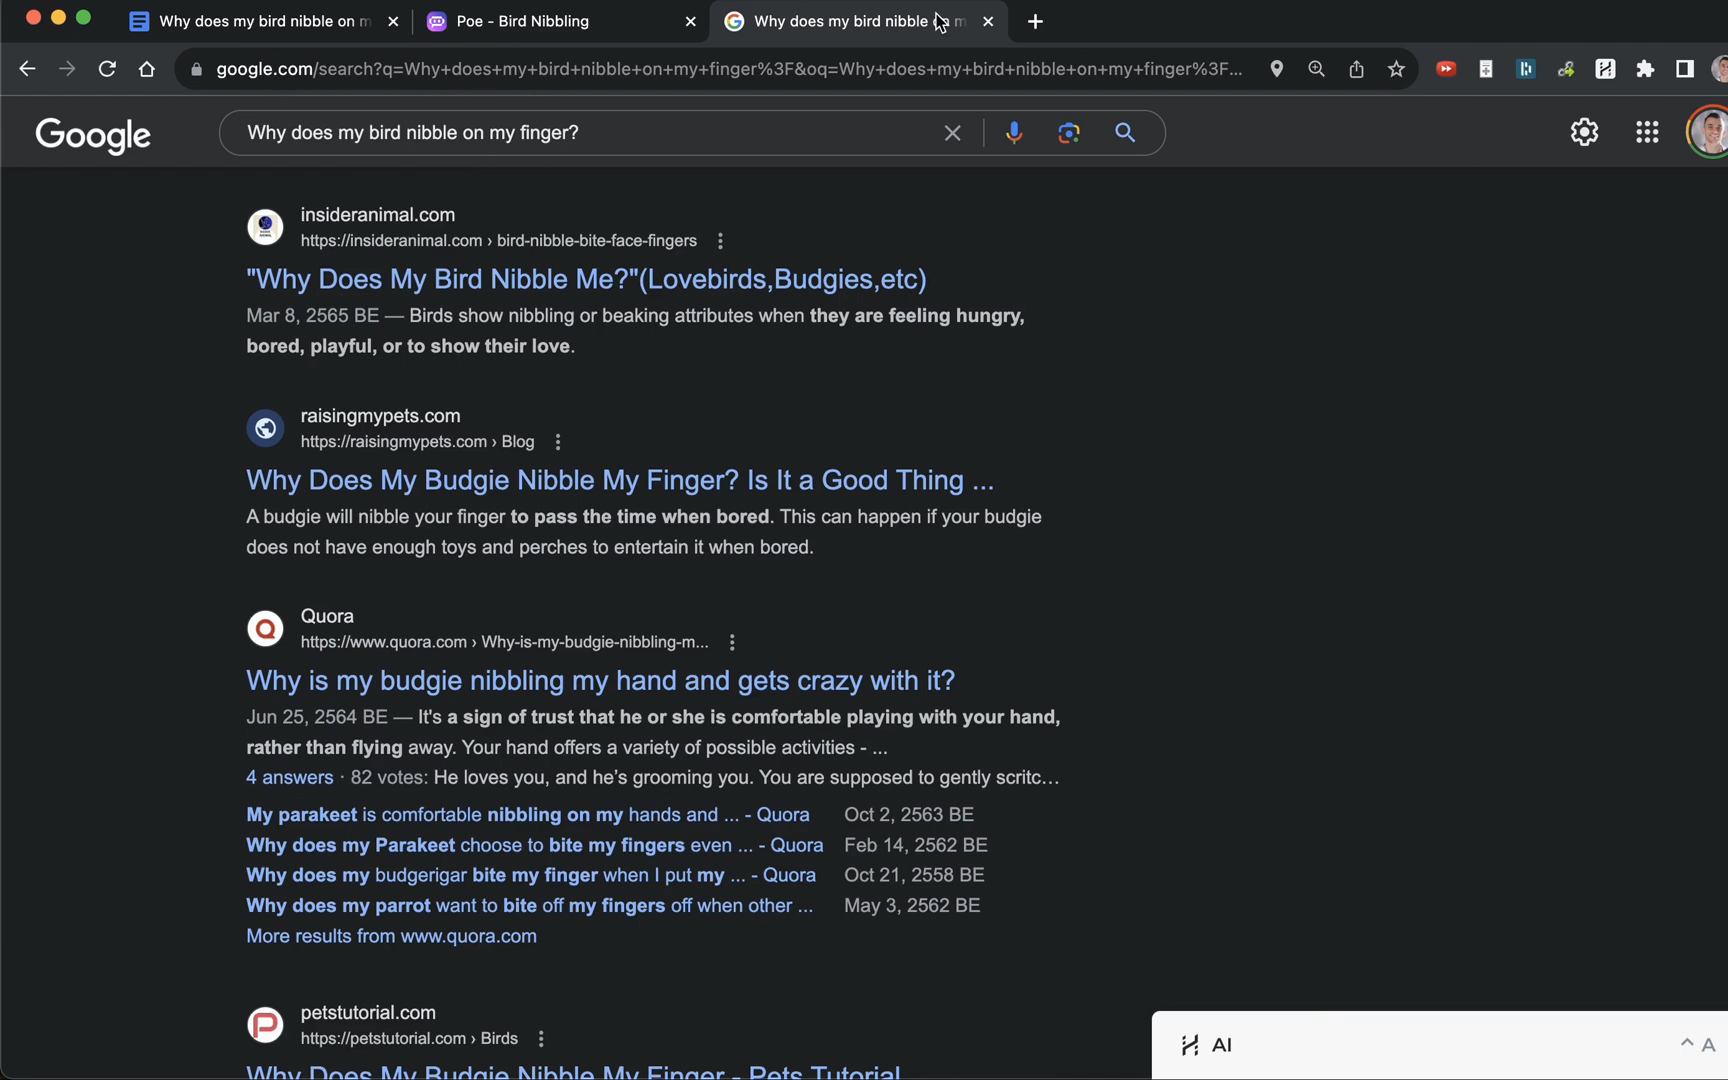 Why does my bird nibble on m
Poe - Bird Nibbling
Why does my bird nibble on m
google.com/search?q=Why+does+my+bird+nibble+on+my+finger%3F&oq=Why+does+my+bird+nibble+on+my+finger%3F...
Google
Why does my bird nibble on my finger?
insideranimal.com
https://insideranimal.com › bird-nibble-bite-face-fingers
"Why Does My Bird Nibble Me?"(Lovebirds,Budgies,etc)
Mar 8, 2565 BE — Birds show nibbling or beaking attributes when they are feeling hungry,
bored, playful, or to show their love.
raisingmypets.com
https://raisingmypets.com › Blog
Why Does My Budgie Nibble My Finger? Is It a Good Thing ...
A budgie will nibble your finger to pass the time when bored. This can happen if your budgie
does not have enough toys and perches to entertain it when bored.
Quora
https://www.quora.com › Why-is-my-budgie-nibbling-m...
Why is my budgie nibbling my hand and gets crazy with it?
Jun 25, 2564 BE — It's a sign of trust that he or she is comfortable playing with your hand,
rather than flying away. Your hand offers a variety of possible activities - ...
4 answers · 82 votes: He loves you, and he's grooming you. You are supposed to gently scritc...
My parakeet is comfortable nibbling on my hands and ... - Quora Oct 2, 2563 BE
Why does my Parakeet choose to bite my fingers even ... - Quora Feb 14, 2562 BE
Why does my budgerigar bite my finger when I put my ... - Quora Oct 21, 2558 BE
Why does my parrot want to bite off my fingers off when other ... May 3, 2562 BE
More results from www.quora.com
petstutorial.com
https://petstutorial.com › Birds
Why Does My Budgie Nibble My Finger - Pets Tutorial
AI
A